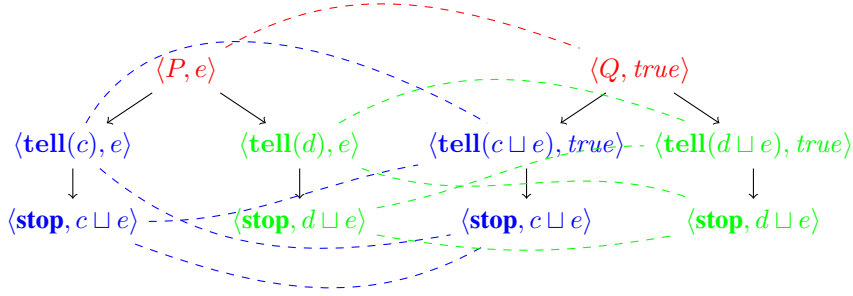 ⟨P, e⟩ ⟨Q, true⟩
⟨tell(c), e⟩ ⟨tell(d), e⟩ ⟨tell(c ⊔ e), true⟩ ⟨tell(d ⊔ e), true⟩
⟨stop, c ⊔ e⟩ ⟨stop, d ⊔ e⟩ ⟨stop, c ⊔ e⟩ ⟨stop, d ⊔ e⟩